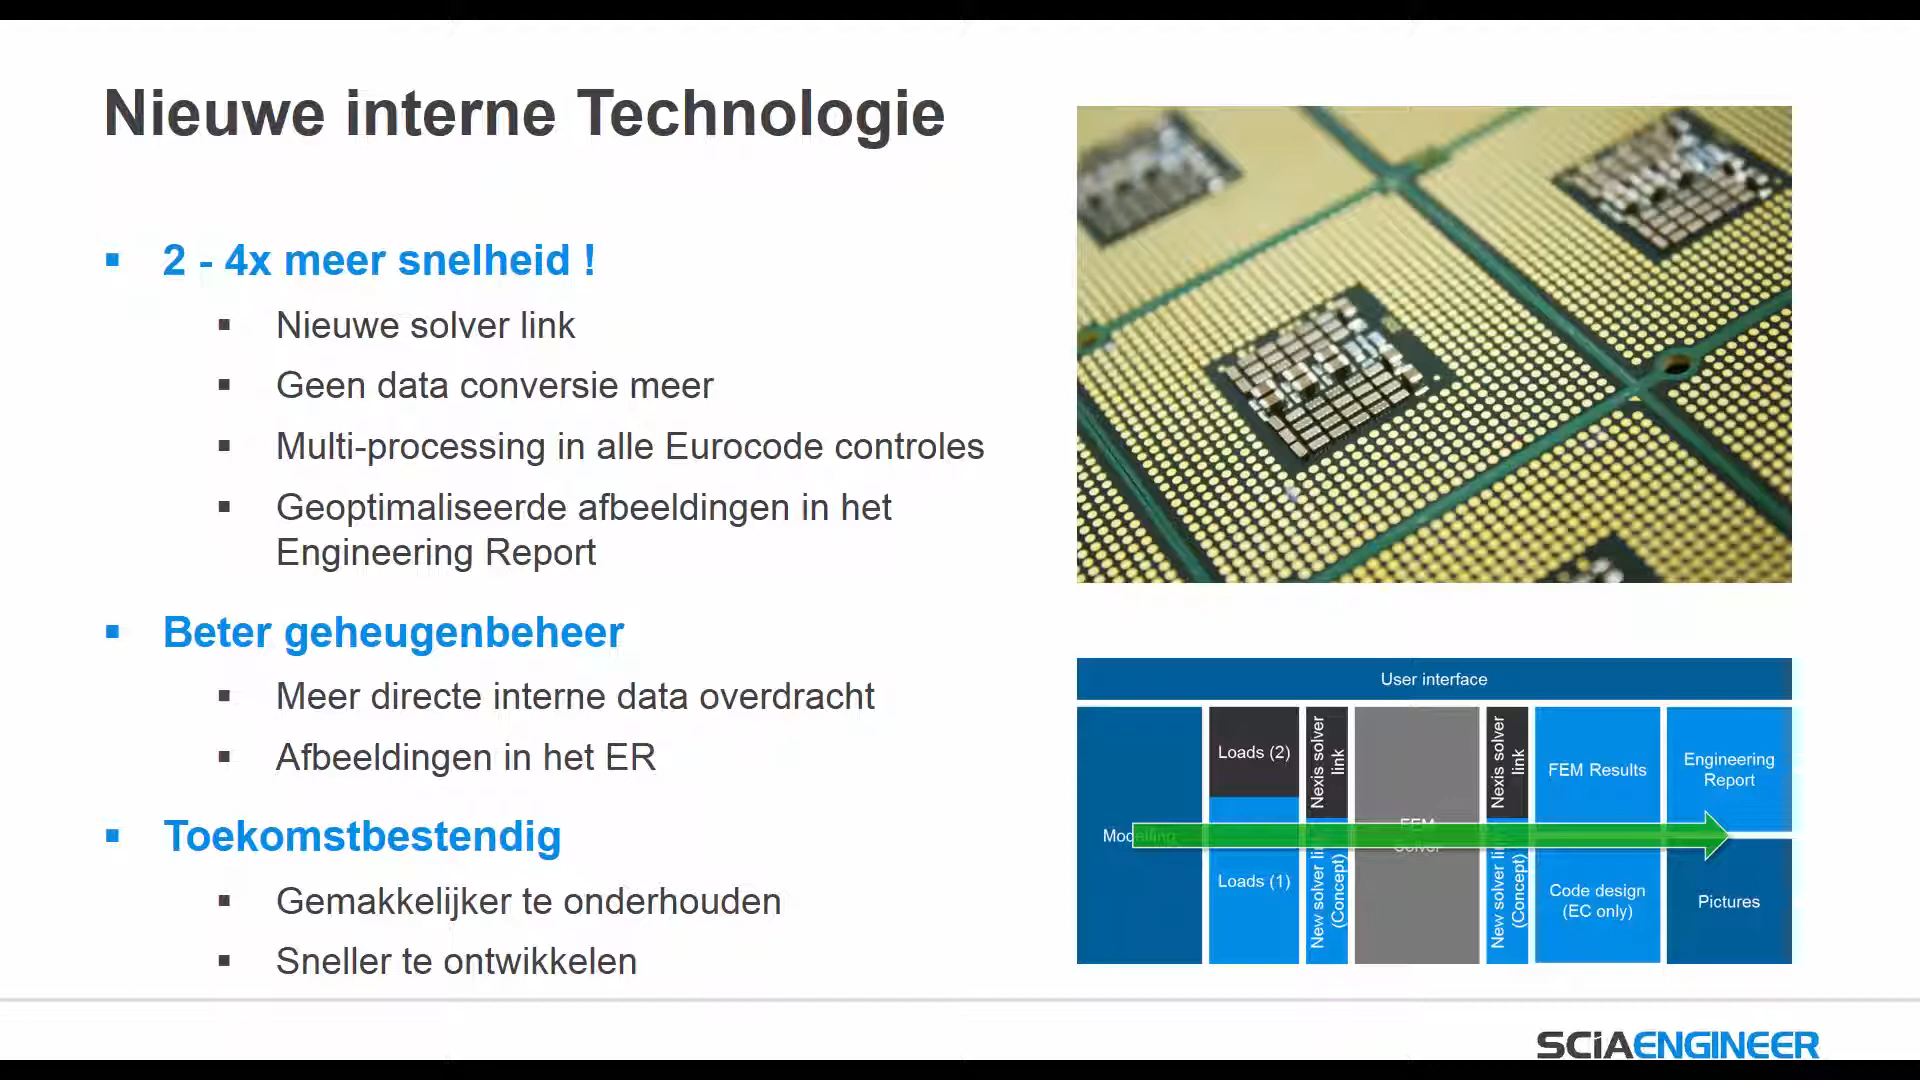 Nieuwe interne Technologie
2 - 4x meer snelheid !
Nieuwe solver link
Geen data conversie meer
Multi-processing in alle Eurocode controles
Geoptimaliseerde afbeeldingen in het
Engineering Report
Beter geheugenbeheer
Meer directe interne data overdracht
Afbeeldingen in het ER
Toekomstbestendig
Gemakkelijker te onderhouden
Sneller te ontwikkelen
User interface
Modelling
Loads (2)
Loads (1)
Nexis solver
link
New solver link
(Concept)
FEM
Solver
Nexis solver
link
New solver link
(Concept)
FEM Results
Code design
(EC only)
Engineering
Report
Pictures
SCiAENGINEER